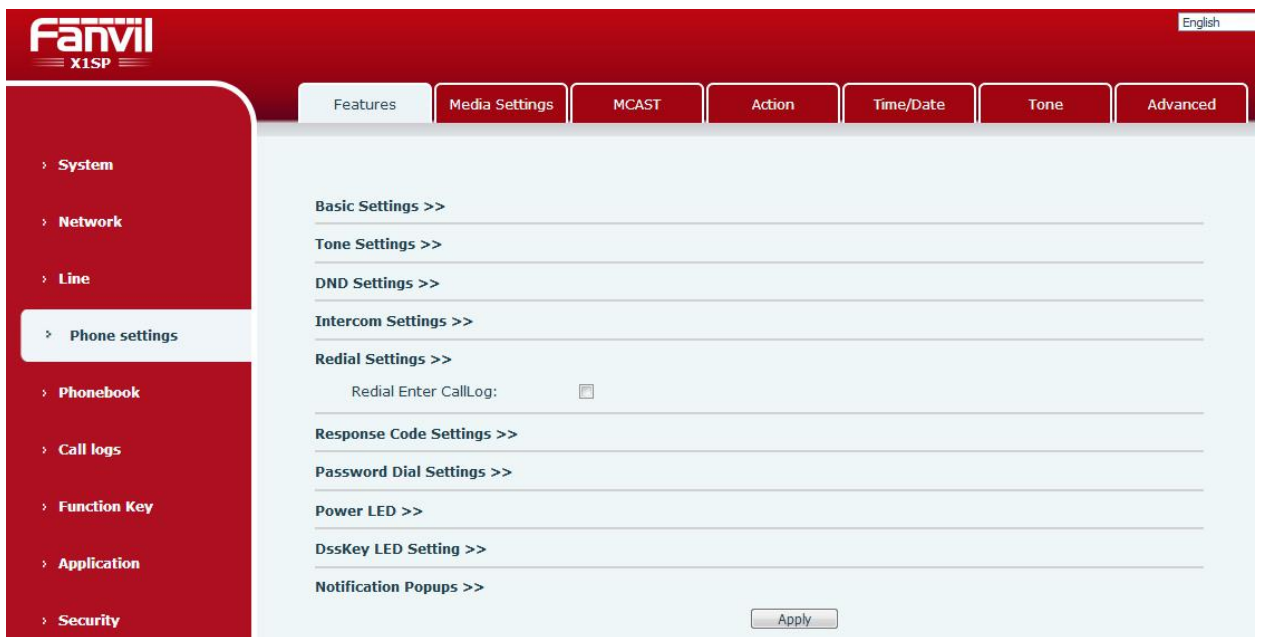 Fanvil
X1SP
English
Features Media Settings MCAST Action Time/Date Tone Advanced
› System
› Network
› Line
› Phone settings
› Phonebook
› Call logs
› Function Key
› Application
› Security
Basic Settings >>
Tone Settings >>
DND Settings >>
Intercom Settings >>
Redial Settings >>
Redial Enter CallLog:
Response Code Settings >>
Password Dial Settings >>
Power LED >>
DssKey LED Setting >>
Notification Popups >>
Apply